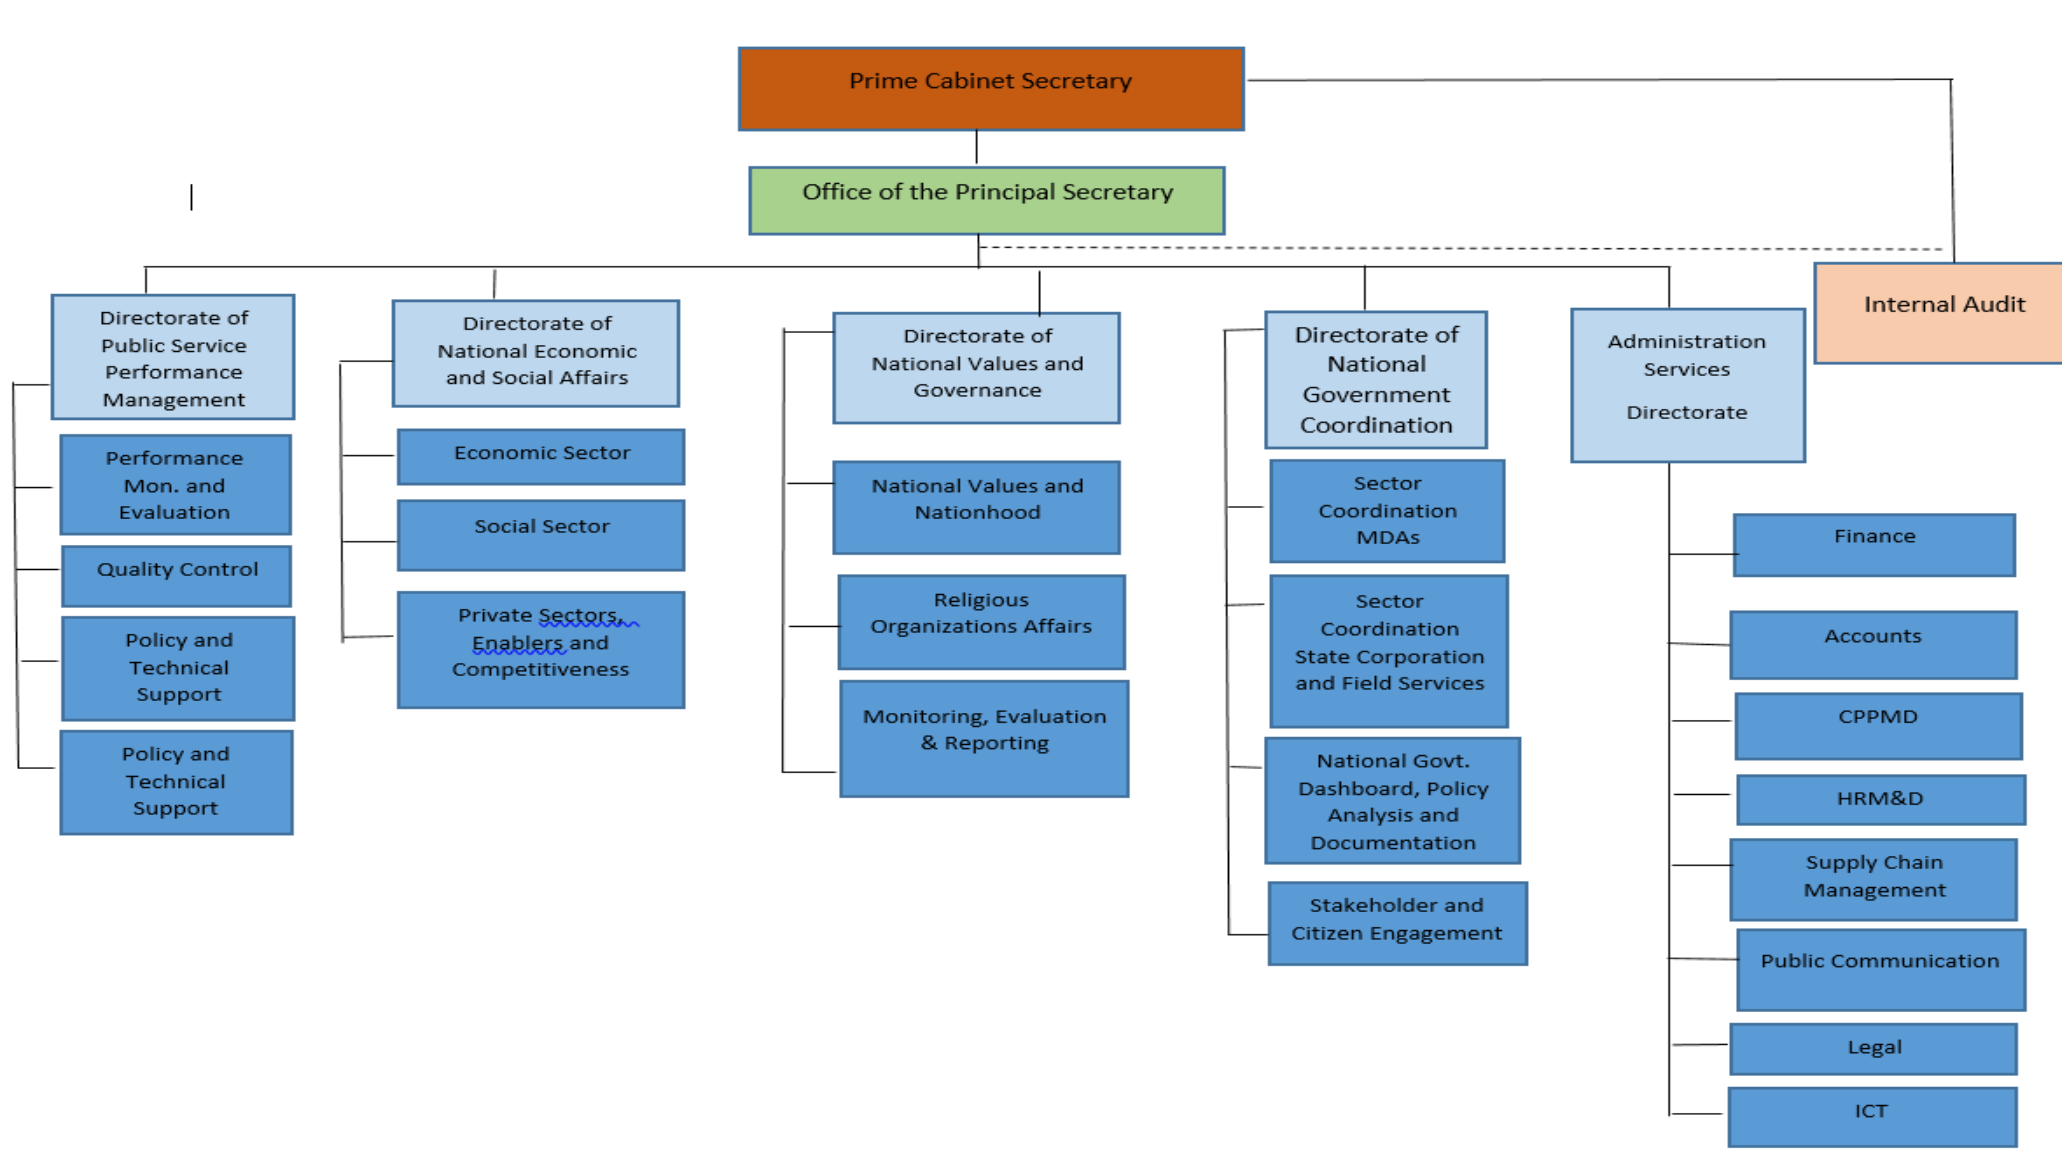 Prime Cabinet Secretary
Office of the Principal Secretary
Internal Audit
Directorate of
Public Service
Performance
Management
Performance
Mon. and
Evaluation
Quality Control
Policy and
Technical
Support
Policy and
Technical
Support
Directorate of
National Economic
and Social Affairs
Economic Sector
Social Sector
Private Sectors,
Enablers and
Competitiveness
Directorate of
National Values and
Governance
National Values and
Nationhood
Religious
Organizations Affairs
Monitoring, Evaluation
& Reporting
Directorate of
National
Government
Coordination
Sector
Coordination
MDAs
Sector
Coordination
State Corporation
and Field Services
National Govt.
Dashboard, Policy
Analysis and
Documentation
Stakeholder and
Citizen Engagement
Administration
Services
Directorate
Finance
Accounts
CPPMD
HRM&D
Supply Chain
Management
Public Communication
Legal
ICT